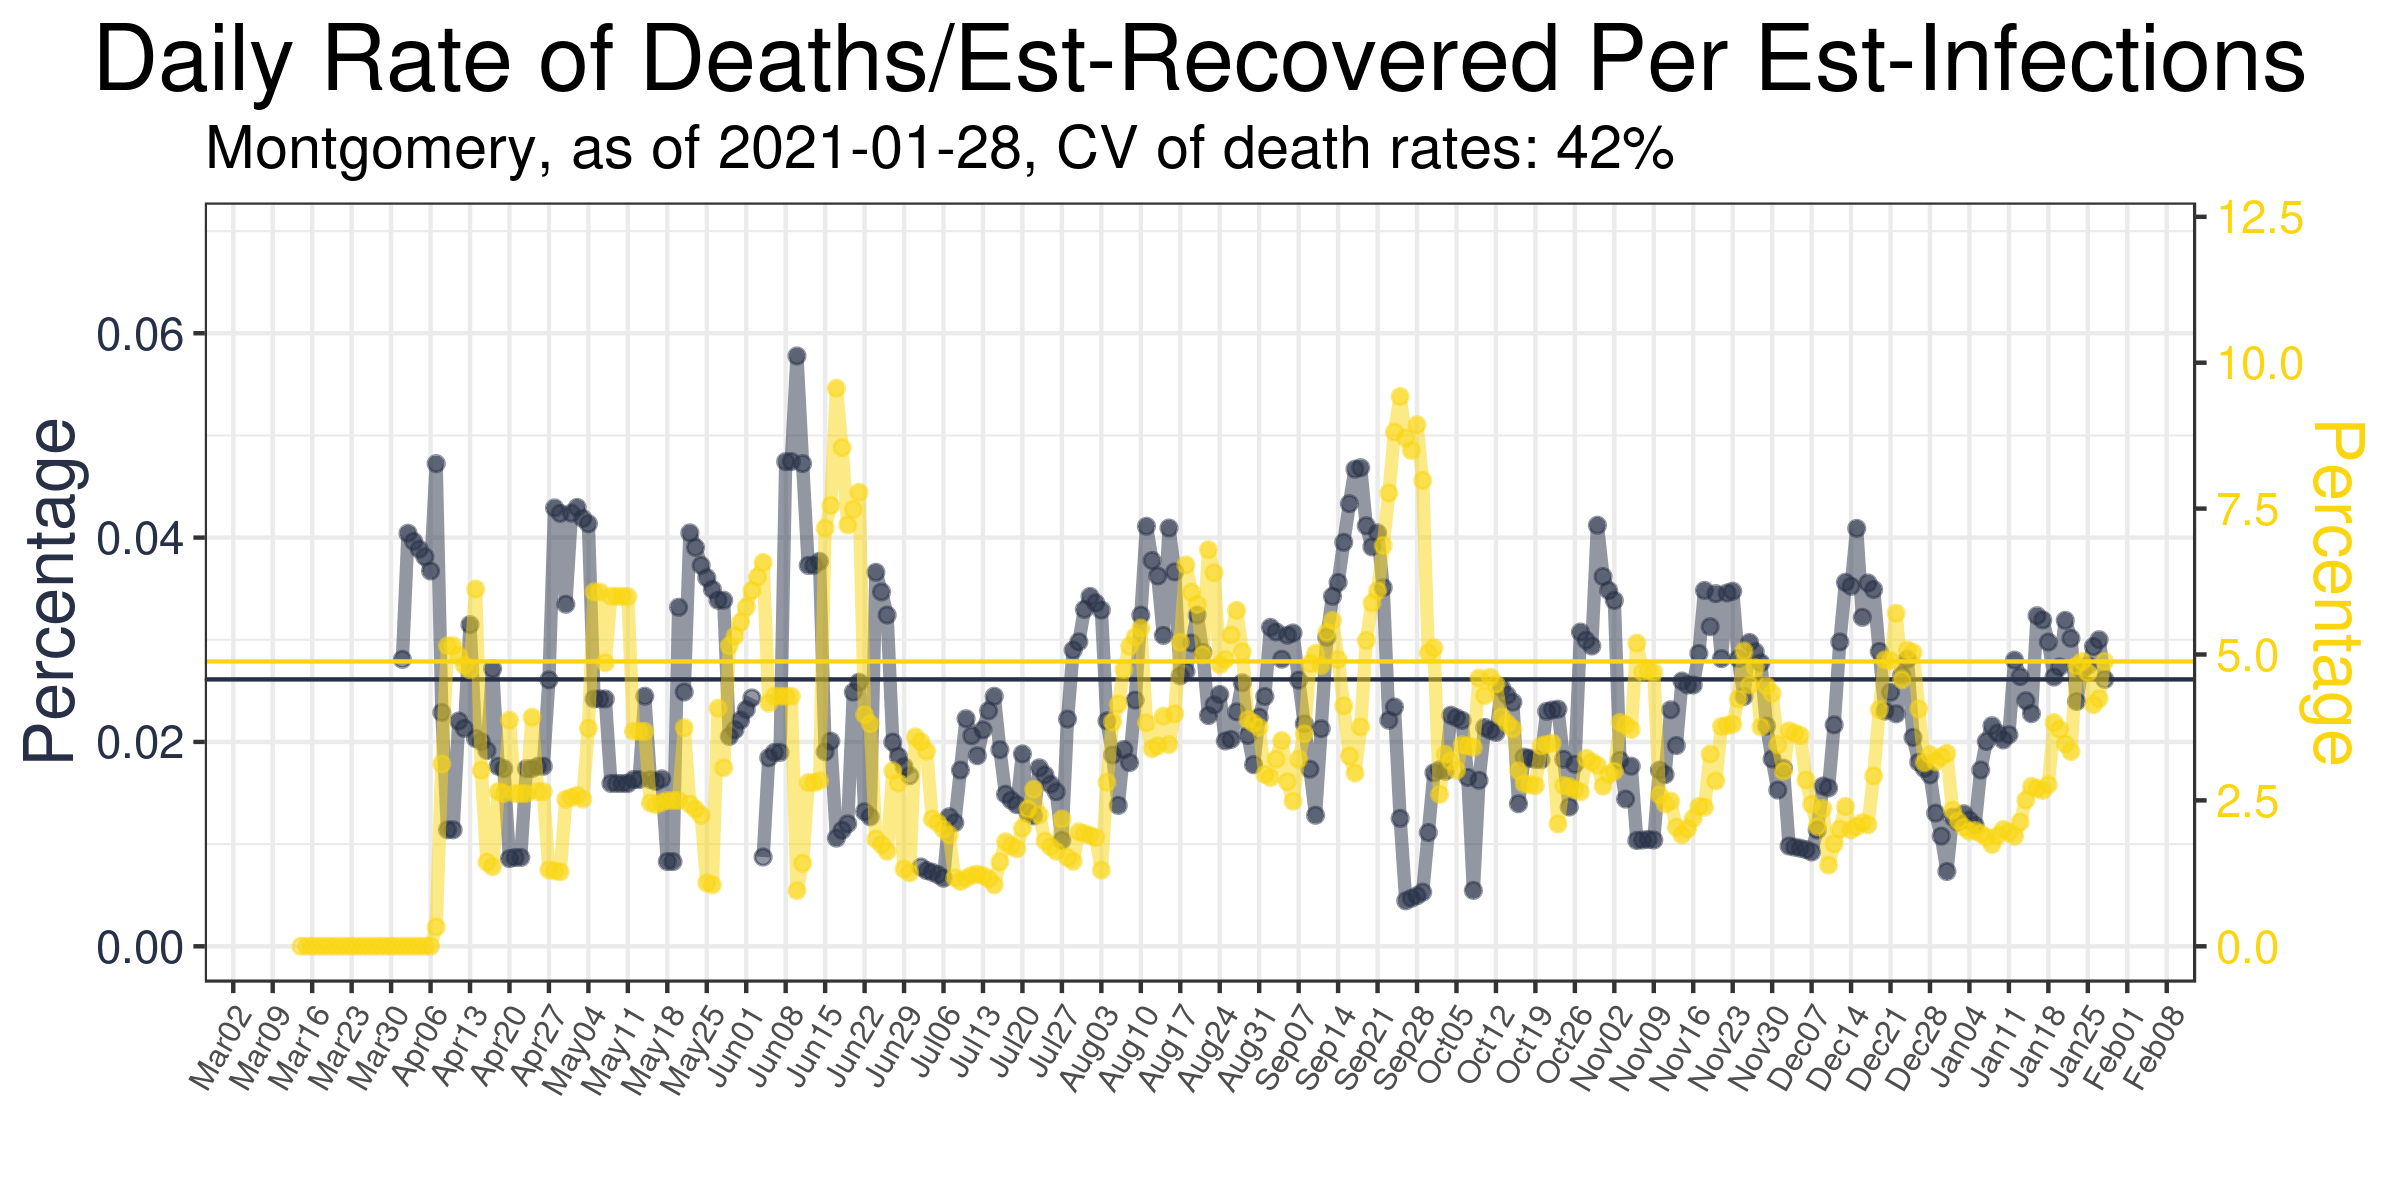 Daily Rate of Deaths/Est-Recovered Per Est-Infections
Montgomery, as of 2021-01-28, CV of death rates: 42%
Percentage
0.06
0.04
0.02
0.00
12.5
10.0
7.5
5.0
2.5
0.0
Percentage
Mar02
Mar09
Mar16
Mar23
Mar30
Apr06
Apr13
Apr20
Apr27
May04
May11
May18
May25
Jun01
Jun08
Jun15
Jun22
Jun29
Jul06
Jul13
Jul20
Jul27
Aug03
Aug10
Aug17
Aug24
Aug31
Sep07
Sep14
Sep21
Sep28
Oct05
Oct12
Oct19
Oct26
Nov02
Nov09
Nov16
Nov23
Nov30
Dec07
Dec14
Dec21
Dec28
Jan04
Jan11
Jan18
Jan25
Feb01
Feb08